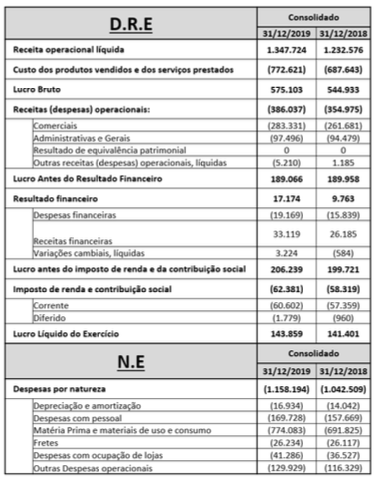 D.R.E
Consolidado
31/12/2019 31/12/2018
Receita operacional líquida 1.347.724 1.232.576
Custo dos produtos vendidos e dos serviços prestados (772.621) (687.643)
Lucro Bruto 575.103 544.933
Receitas (despesas) operacionais: (386.037) (354.975)
Comerciais (283.331) (261.681)
Administrativas e Gerais (97.496) (94.479)
Resultado de equivalência patrimonial 0 0
Outras receitas (despesas) operacionais, líquidas (5.210) 1.185
Lucro Antes do Resultado Financeiro 189.066 189.958
Resultado financeiro 17.174 9.763
Despesas financeiras (19.169) (15.839)
Receitas financeiras 33.119 26.185
Variações cambiais, líquidas 3.224 (584)
Lucro antes do imposto de renda e da contribuição social 206.239 199.721
Imposto de renda e contribuição social (62.381) (58.319)
Corrente (60.602) (57.359)
Diferido (1.779) (960)
Lucro Líquido do Exercício 143.859 141.401
N.E
Consolidado
31/12/2019 31/12/2018
Despesas por natureza (1.158.194) (1.042.509)
Depreciação e amortização (16.934) (14.042)
Despesas com pessoal (169.728) (157.669)
Matéria Prima e materiais de uso e consumo (774.083) (691.825)
Fretes (26.234) (26.117)
Despesas com ocupação de lojas (41.286) (36.527)
Outras Despesas operacionais (129.929) (116.329)